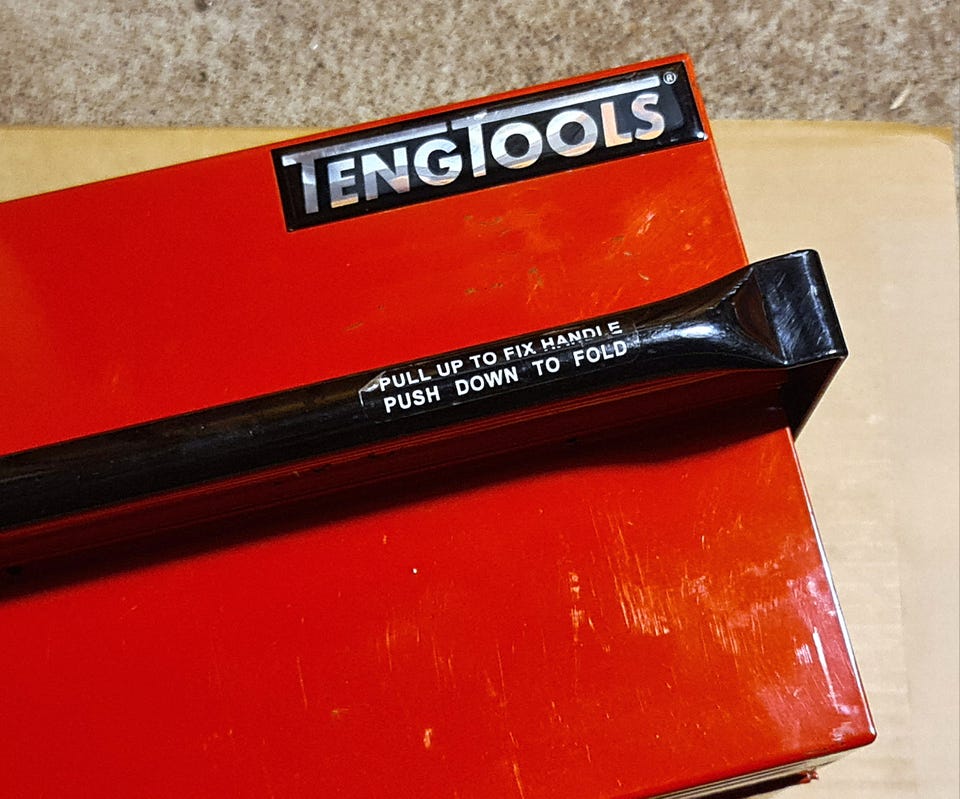 TENGTOOLS®
PULL UP TO FIX HANDLE
PUSH DOWN TO FOLD